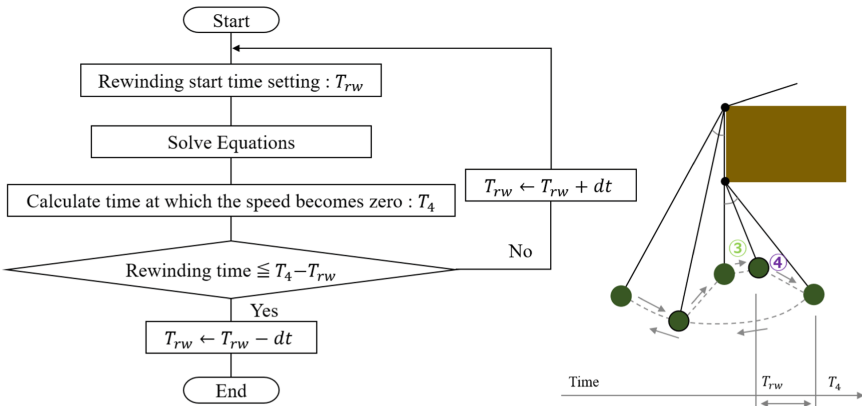 Start
Rewinding start time setting : T_rw
Solve Equations
Calculate time at which the speed becomes zero : T_4
Rewinding time ≦ T_4−T_rw
No
T_rw ← T_rw + dt
Yes
T_rw ← T_rw − dt
End
③
④
Time
T_rw
T_4